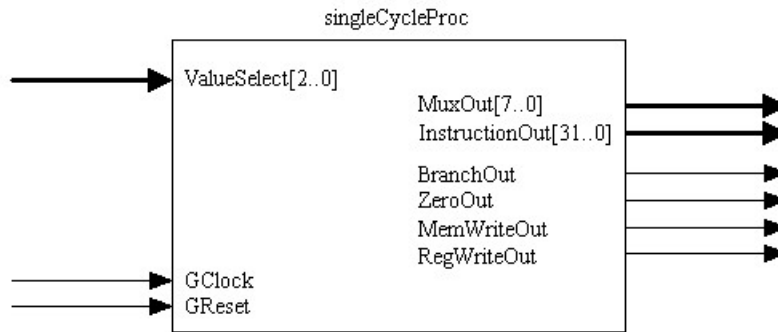 singleCycleProc
ValueSelect[2..0]
MuxOut[7..0]
InstructionOut[31..0]
BranchOut
ZeroOut
MemWriteOut
RegWriteOut
GClock
GReset